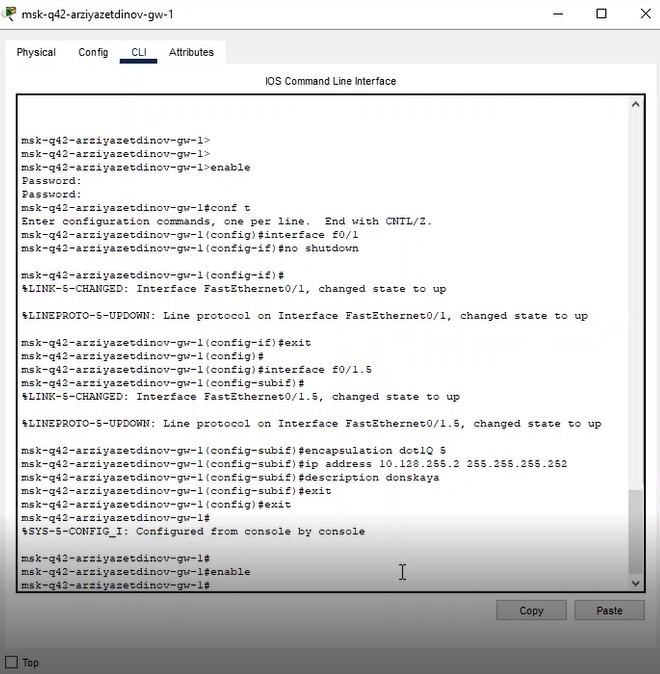 msk-q42-arziyazetdinov-gw-1
Physical Config CLI Attributes
IOS Command Line Interface
msk-q42-arziyazetdinov-gw-1>
msk-q42-arziyazetdinov-gw-1>
msk-q42-arziyazetdinov-gw-1>enable
Password:
Password:
msk-q42-arziyazetdinov-gw-1#conf t
Enter configuration commands, one per line.  End with CNTL/Z.
msk-q42-arziyazetdinov-gw-1(config)#interface f0/1
msk-q42-arziyazetdinov-gw-1(config-if)#no shutdown
msk-q42-arziyazetdinov-gw-1(config-if)#
%LINK-5-CHANGED: Interface FastEthernet0/1, changed state to up
%LINEPROTO-5-UPDOWN: Line protocol on Interface FastEthernet0/1, changed state to up
msk-q42-arziyazetdinov-gw-1(config-if)#exit
msk-q42-arziyazetdinov-gw-1(config)#
msk-q42-arziyazetdinov-gw-1(config)#interface f0/1.5
msk-q42-arziyazetdinov-gw-1(config-subif)#
%LINK-5-CHANGED: Interface FastEthernet0/1.5, changed state to up
%LINEPROTO-5-UPDOWN: Line protocol on Interface FastEthernet0/1.5, changed state to up
msk-q42-arziyazetdinov-gw-1(config-subif)#encapsulation dot1Q 5
msk-q42-arziyazetdinov-gw-1(config-subif)#ip address 10.128.255.2 255.255.255.252
msk-q42-arziyazetdinov-gw-1(config-subif)#description donskaya
msk-q42-arziyazetdinov-gw-1(config-subif)#exit
msk-q42-arziyazetdinov-gw-1(config)#exit
msk-q42-arziyazetdinov-gw-1#
%SYS-5-CONFIG_I: Configured from console by console
msk-q42-arziyazetdinov-gw-1#
msk-q42-arziyazetdinov-gw-1#enable
msk-q42-arziyazetdinov-gw-1#
Copy Paste
Top